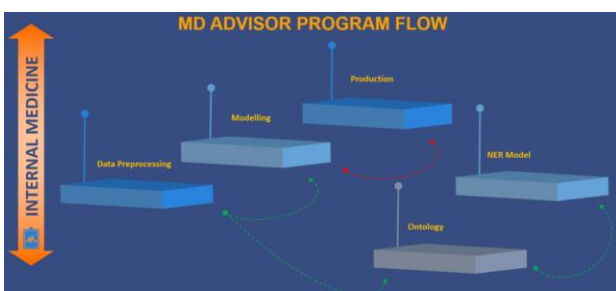 MD ADVISOR PROGRAM FLOW
INTERNAL MEDICINE
Production
Modelling
Data Preprocessing
NER Model
Ontology